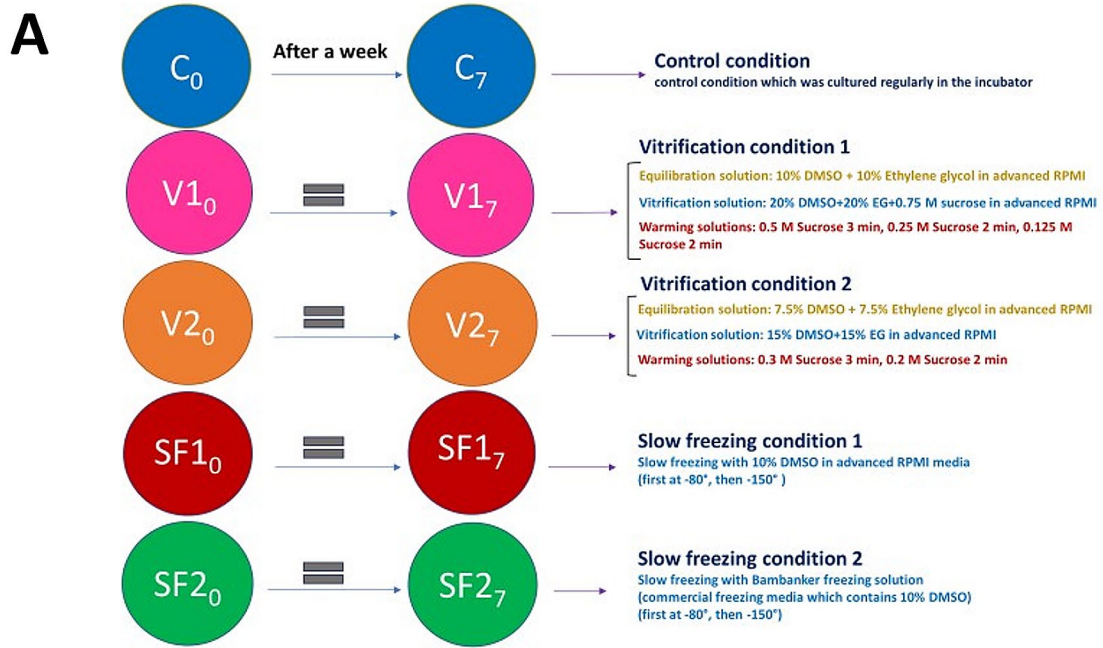 A
C₀
After a week
C₇
Control condition
control condition which was cultured regularly in the incubator
V1₀
V1₇
Vitrification condition 1
Equilibration solution: 10% DMSO + 10% Ethylene glycol in advanced RPMI
Vitrification solution: 20% DMSO+20% EG+0.75 M sucrose in advanced RPMI
Warming solutions: 0.5 M Sucrose 3 min, 0.25 M Sucrose 2 min, 0.125 M
Sucrose 2 min
V2₀
V2₇
Vitrification condition 2
Equilibration solution: 7.5% DMSO + 7.5% Ethylene glycol in advanced RPMI
Vitrification solution: 15% DMSO+15% EG in advanced RPMI
Warming solutions: 0.3 M Sucrose 3 min, 0.2 M Sucrose 2 min
SF1₀
SF1₇
Slow freezing condition 1
Slow freezing with 10% DMSO in advanced RPMI media
(first at -80°, then -150° )
SF2₀
SF2₇
Slow freezing condition 2
Slow freezing with Bambanker freezing solution
(commercial freezing media which contains 10% DMSO)
(first at -80°, then -150°)